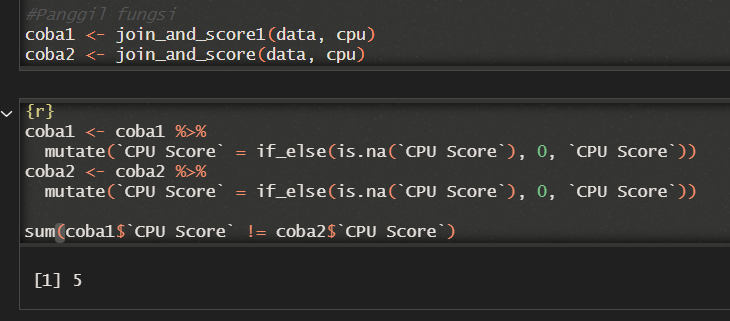 #Panggil fungsi
coba1 <- join_and_score1(data, cpu)
coba2 <- join_and_score(data, cpu)
{r}
coba1 <- coba1 %>%
  mutate(`CPU Score` = if_else(is.na(`CPU Score`), 0, `CPU Score`))
coba2 <- coba2 %>%
  mutate(`CPU Score` = if_else(is.na(`CPU Score`), 0, `CPU Score`))
sum(coba1$`CPU Score` != coba2$`CPU Score`)
[1] 5